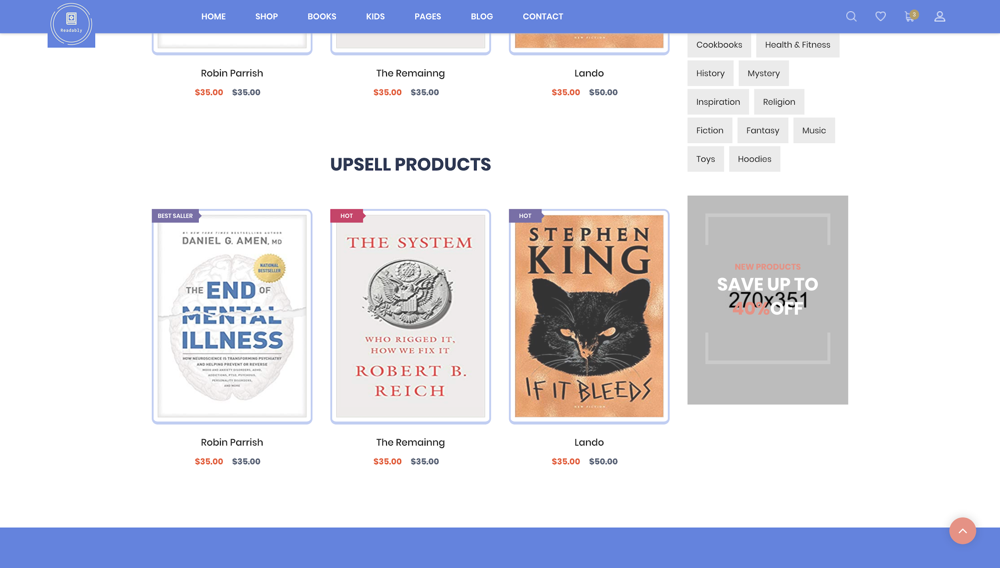 Readably
HOME SHOP BOOKS KIDS PAGES BLOG CONTACT
3
NEW FICTION
Robin Parrish
$35.00 $35.00
The Remainng
$35.00 $35.00
Lando
$35.00 $50.00
Cookbooks Health & Fitness
History Mystery
Inspiration Religion
Fiction Fantasy Music
Toys Hoodies
UPSELL PRODUCTS
BEST SALLER
#1 NEW YORK TIMES BESTSELLING AUTHOR
DANIEL G. AMEN, MD
NATIONAL
BESTSELLER
THE END OF
MENTAL
ILLNESS
HOW NEUROSCIENCE IS TRANSFORMING PSYCHIATRY
AND HELPING PREVENT OR REVERSE
MOOD AND ANXIETY DISORDERS, ADHD,
ADDICTIONS, PTSD, PSYCHOSIS,
PERSONALITY DISORDERS,
AND MORE
Robin Parrish
$35.00 $35.00
HOT
THE SYSTEM
WHO RIGGED IT,
HOW WE FIX IT
ROBERT B.
REICH
The Remainng
$35.00 $35.00
HOT
STEPHEN
KING
IF IT BLEEDS
NEW FICTION
Lando
$35.00 $50.00
NEW PRODUCTS
SAVE UP TO
270x351
40%OFF